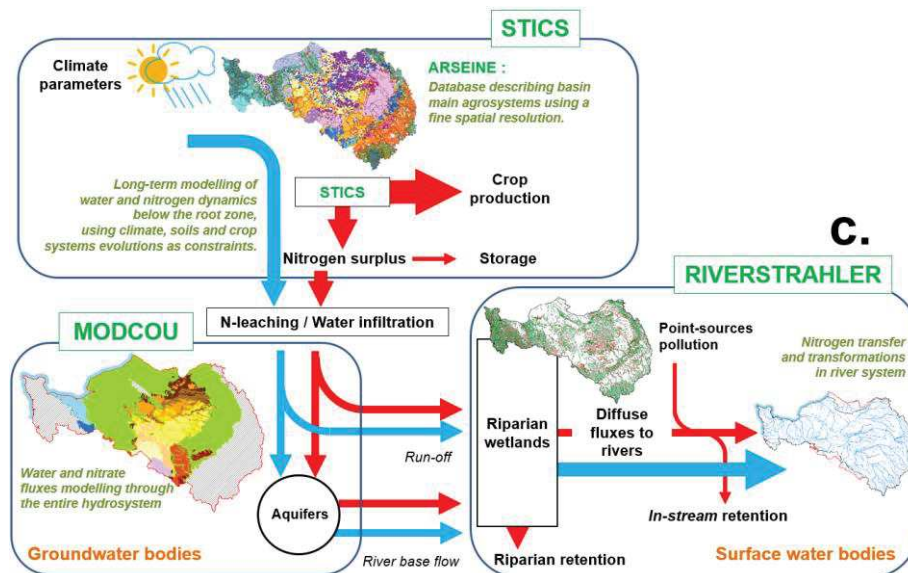 STICS
Climate
parameters
ARSEINE :
Database describing basin
main agrosystems using a
fine spatial resolution.
Long-term modelling of
water and nitrogen dynamics
below the root zone,
using climate, soils and crop
systems evolutions as constraints.
STICS
Crop
production
Nitrogen surplus
Storage
c.
RIVERSTRAHLER
N-leaching / Water infiltration
MODCOU
Point-sources
pollution
Nitrogen transfer
and transformations
in river system
Riparian
wetlands
Diffuse
fluxes to
rivers
Run-off
Water and nitrate
fluxes modelling through
the entire hydrosystem
Aquifers
In-stream retention
Groundwater bodies
River base flow
Riparian retention
Surface water bodies